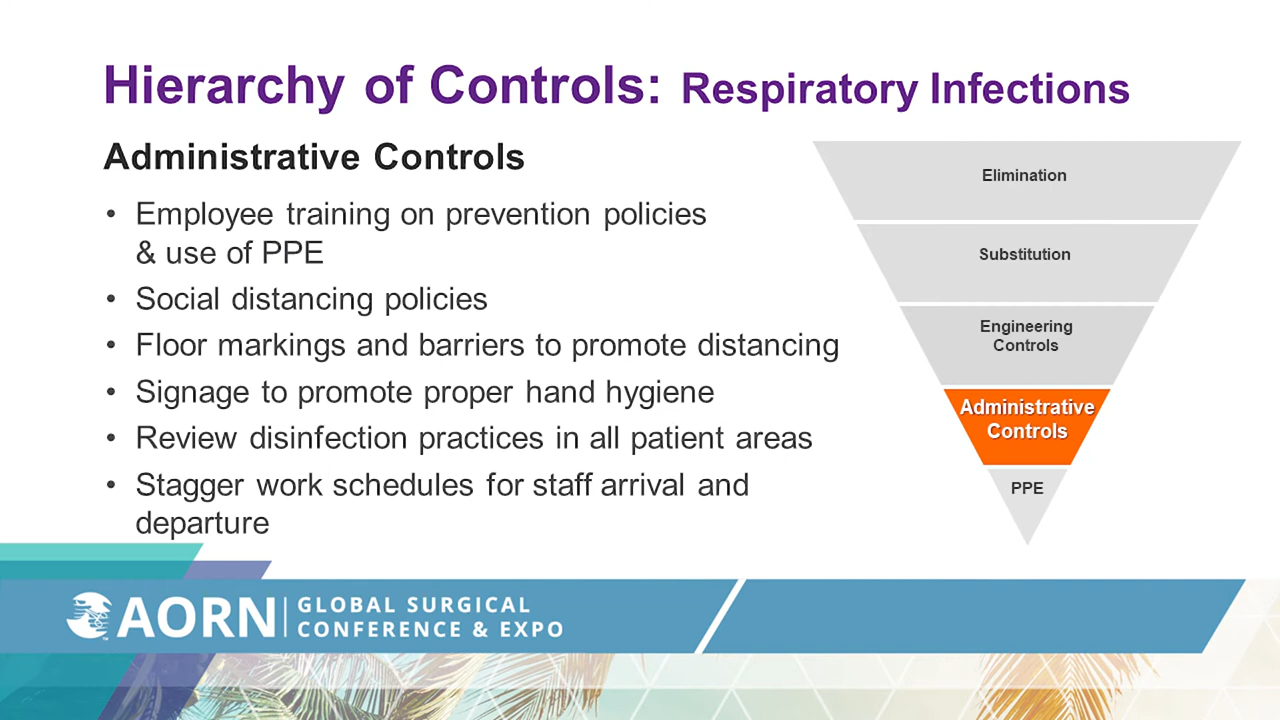 Hierarchy of Controls: Respiratory Infections
Administrative Controls
• Employee training on prevention policies
& use of PPE
• Social distancing policies
• Floor markings and barriers to promote distancing
• Signage to promote proper hand hygiene
• Review disinfection practices in all patient areas
• Stagger work schedules for staff arrival and
departure
Elimination
Substitution
Engineering
Controls
Administrative
Controls
PPE
AORN
GLOBAL SURGICAL
CONFERENCE & EXPO